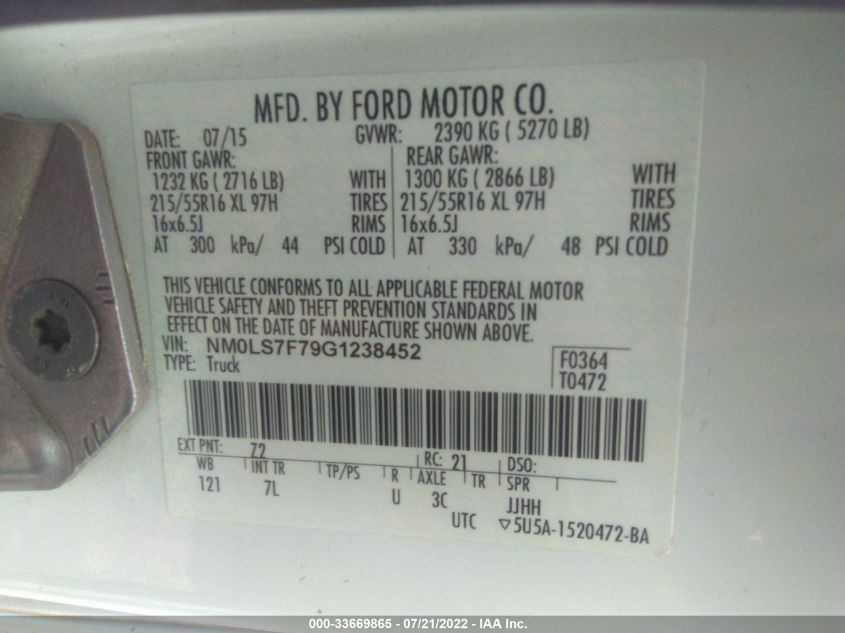 MFD. BY FORD MOTOR CO.
DATE: 07/15 GVWR: 2390 KG ( 5270 LB)
FRONT GAWR: REAR GAWR:
1232 KG ( 2716 LB) WITH 1300 KG ( 2866 LB) WITH
215/55R16 XL 97H TIRES 215/55R16 XL 97H TIRES
16x6.5J RIMS 16x6.5J RIMS
AT 300 kPa/ 44 PSI COLD AT 330 kPa/ 48 PSI COLD
THIS VEHICLE CONFORMS TO ALL APPLICABLE FEDERAL MOTOR
VEHICLE SAFETY AND THEFT PREVENTION STANDARDS IN
EFFECT ON THE DATE OF MANUFACTURE SHOWN ABOVE.
VIN: NM0LS7F79G1238452
TYPE: Truck
F0364
T0472
EXT PNT: Z2 RC: 21 DSO:
WB INT TR TP/PS R AXLE TR SPR
121 7L U 3C JJHH
UTC ▽5U5A-1520472-BA
000-33669865 - 07/21/2022 - IAA Inc.